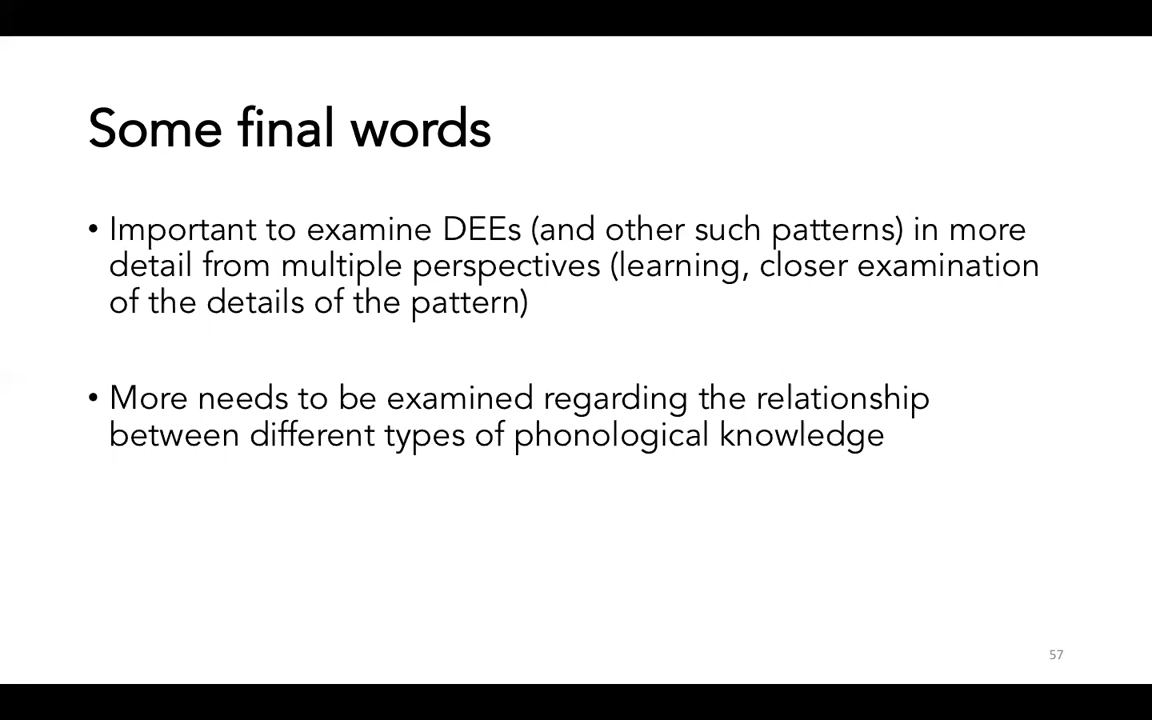 Some final words
• Important to examine DEEs (and other such patterns) in more
detail from multiple perspectives (learning, closer examination
of the details of the pattern)
• More needs to be examined regarding the relationship
between different types of phonological knowledge
57